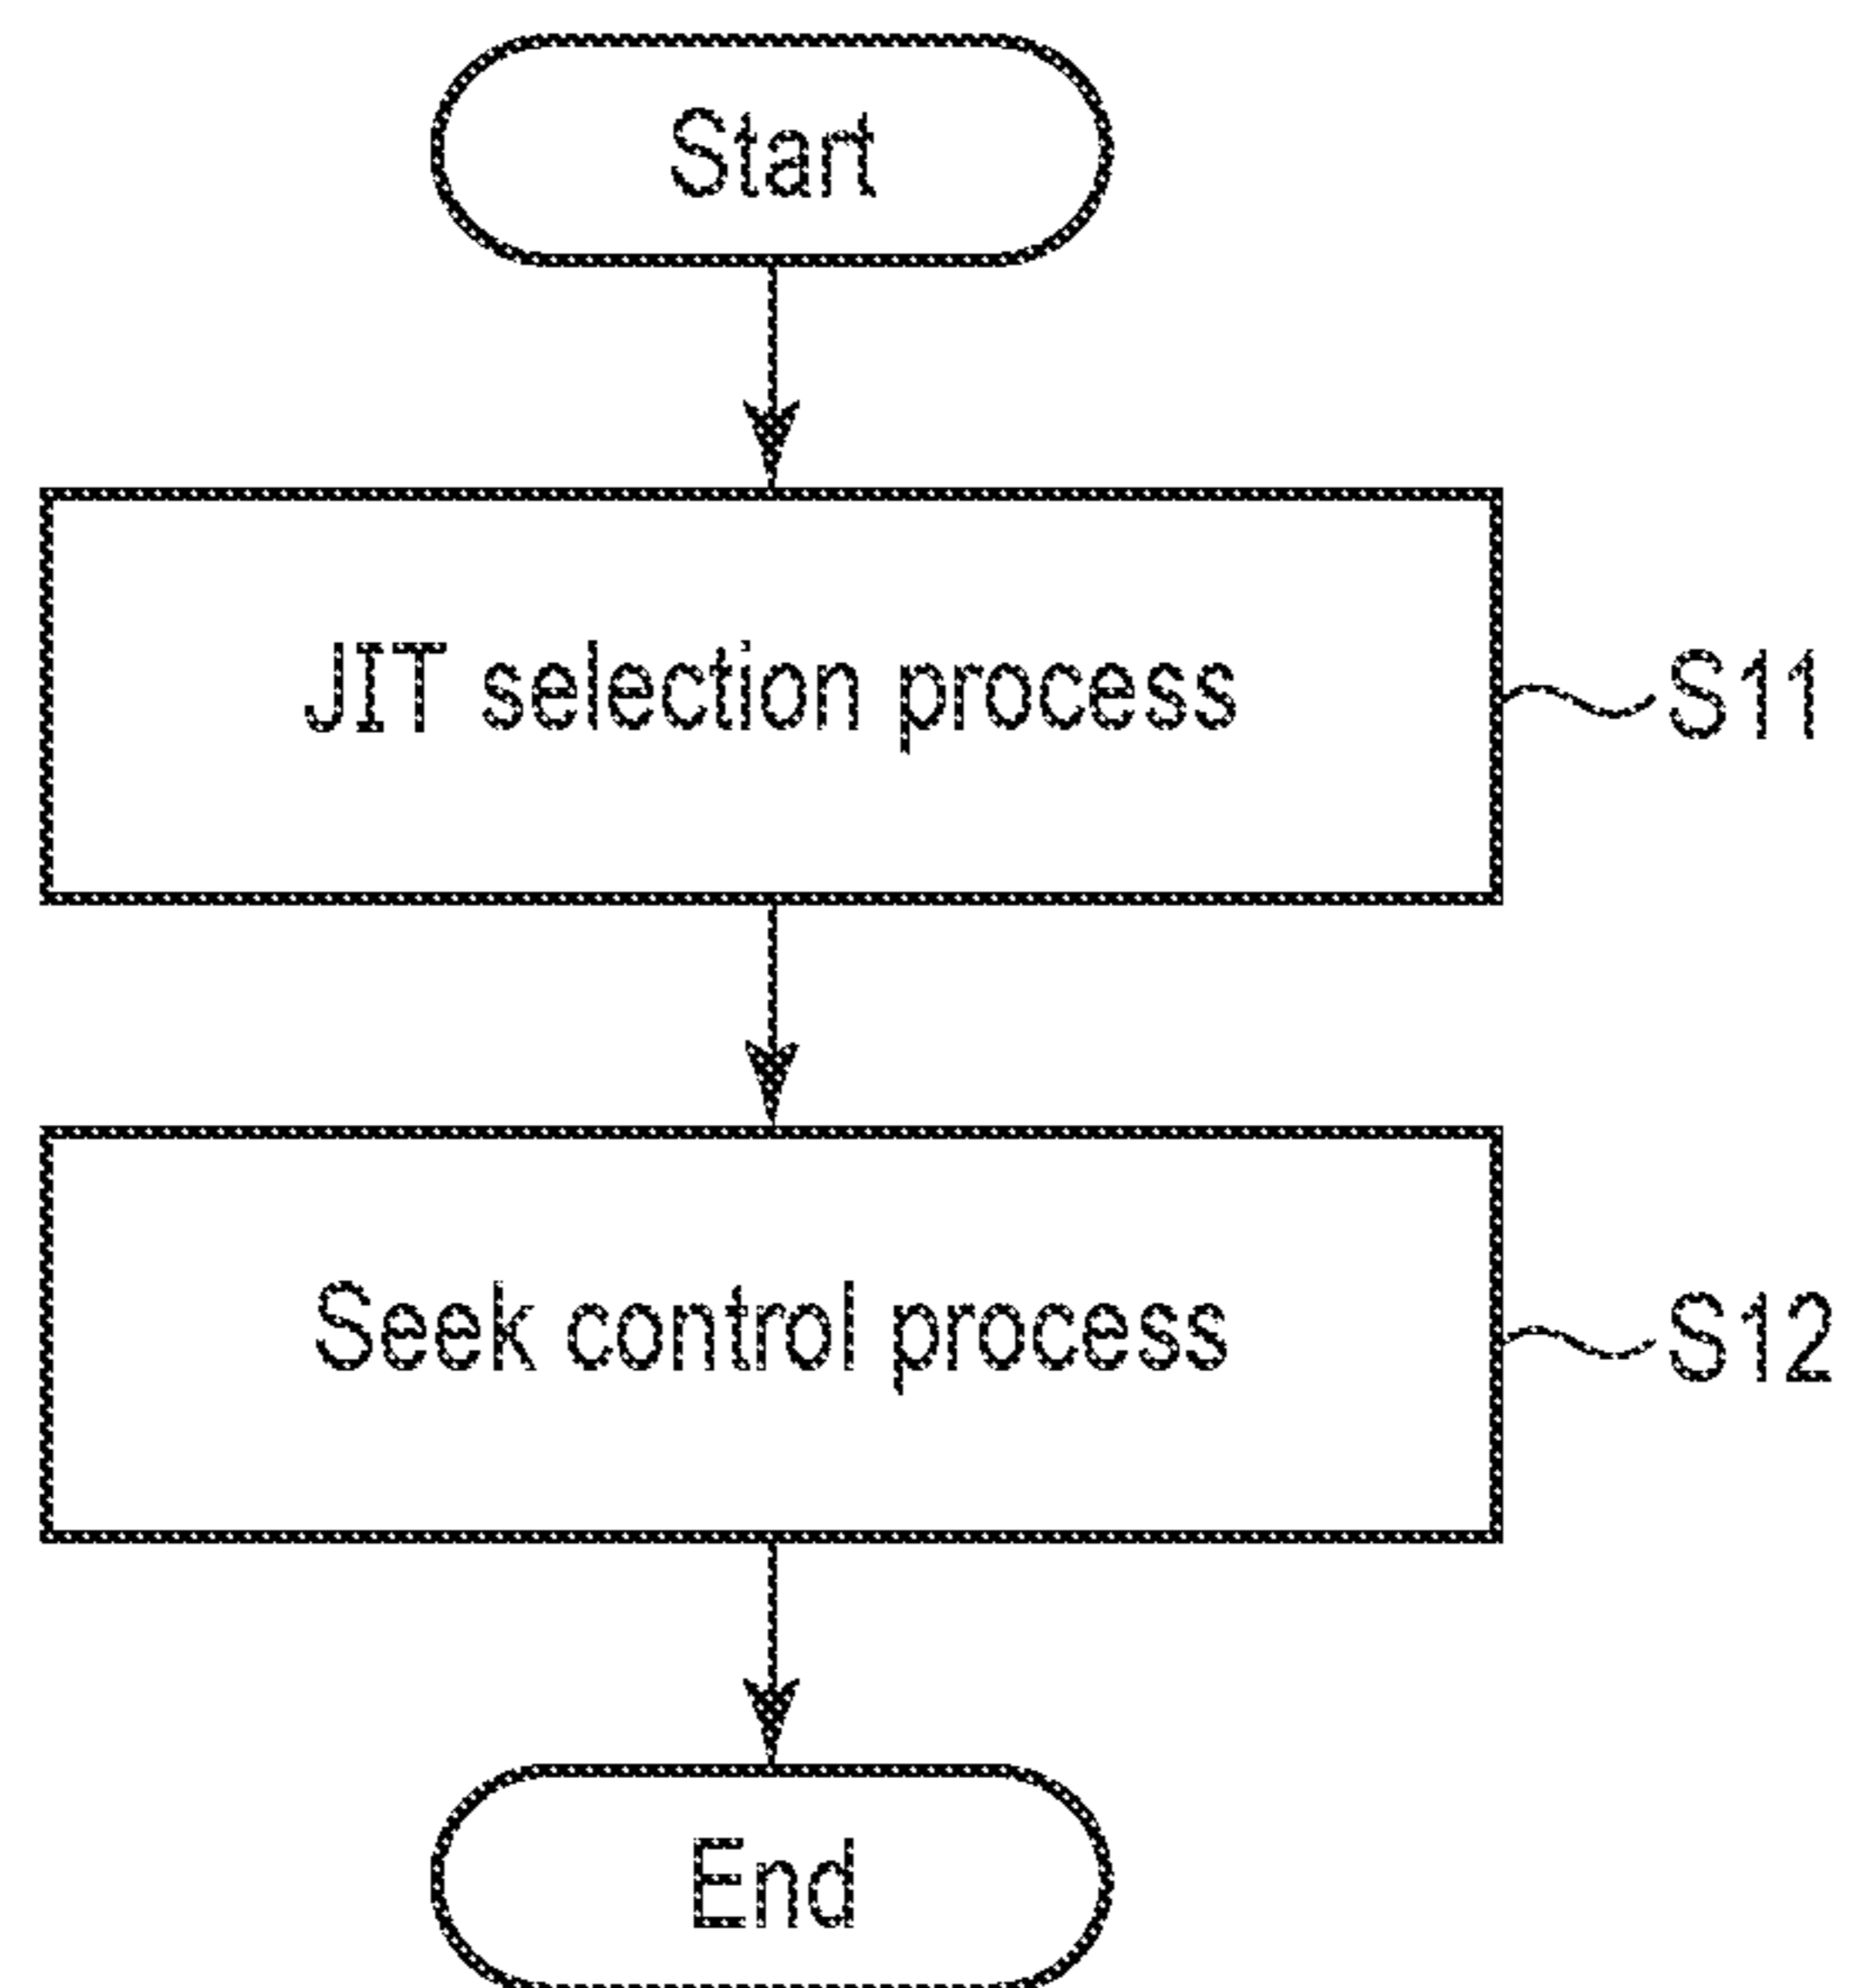 Start
JIT selection process
S11
Seek control process
S12
End